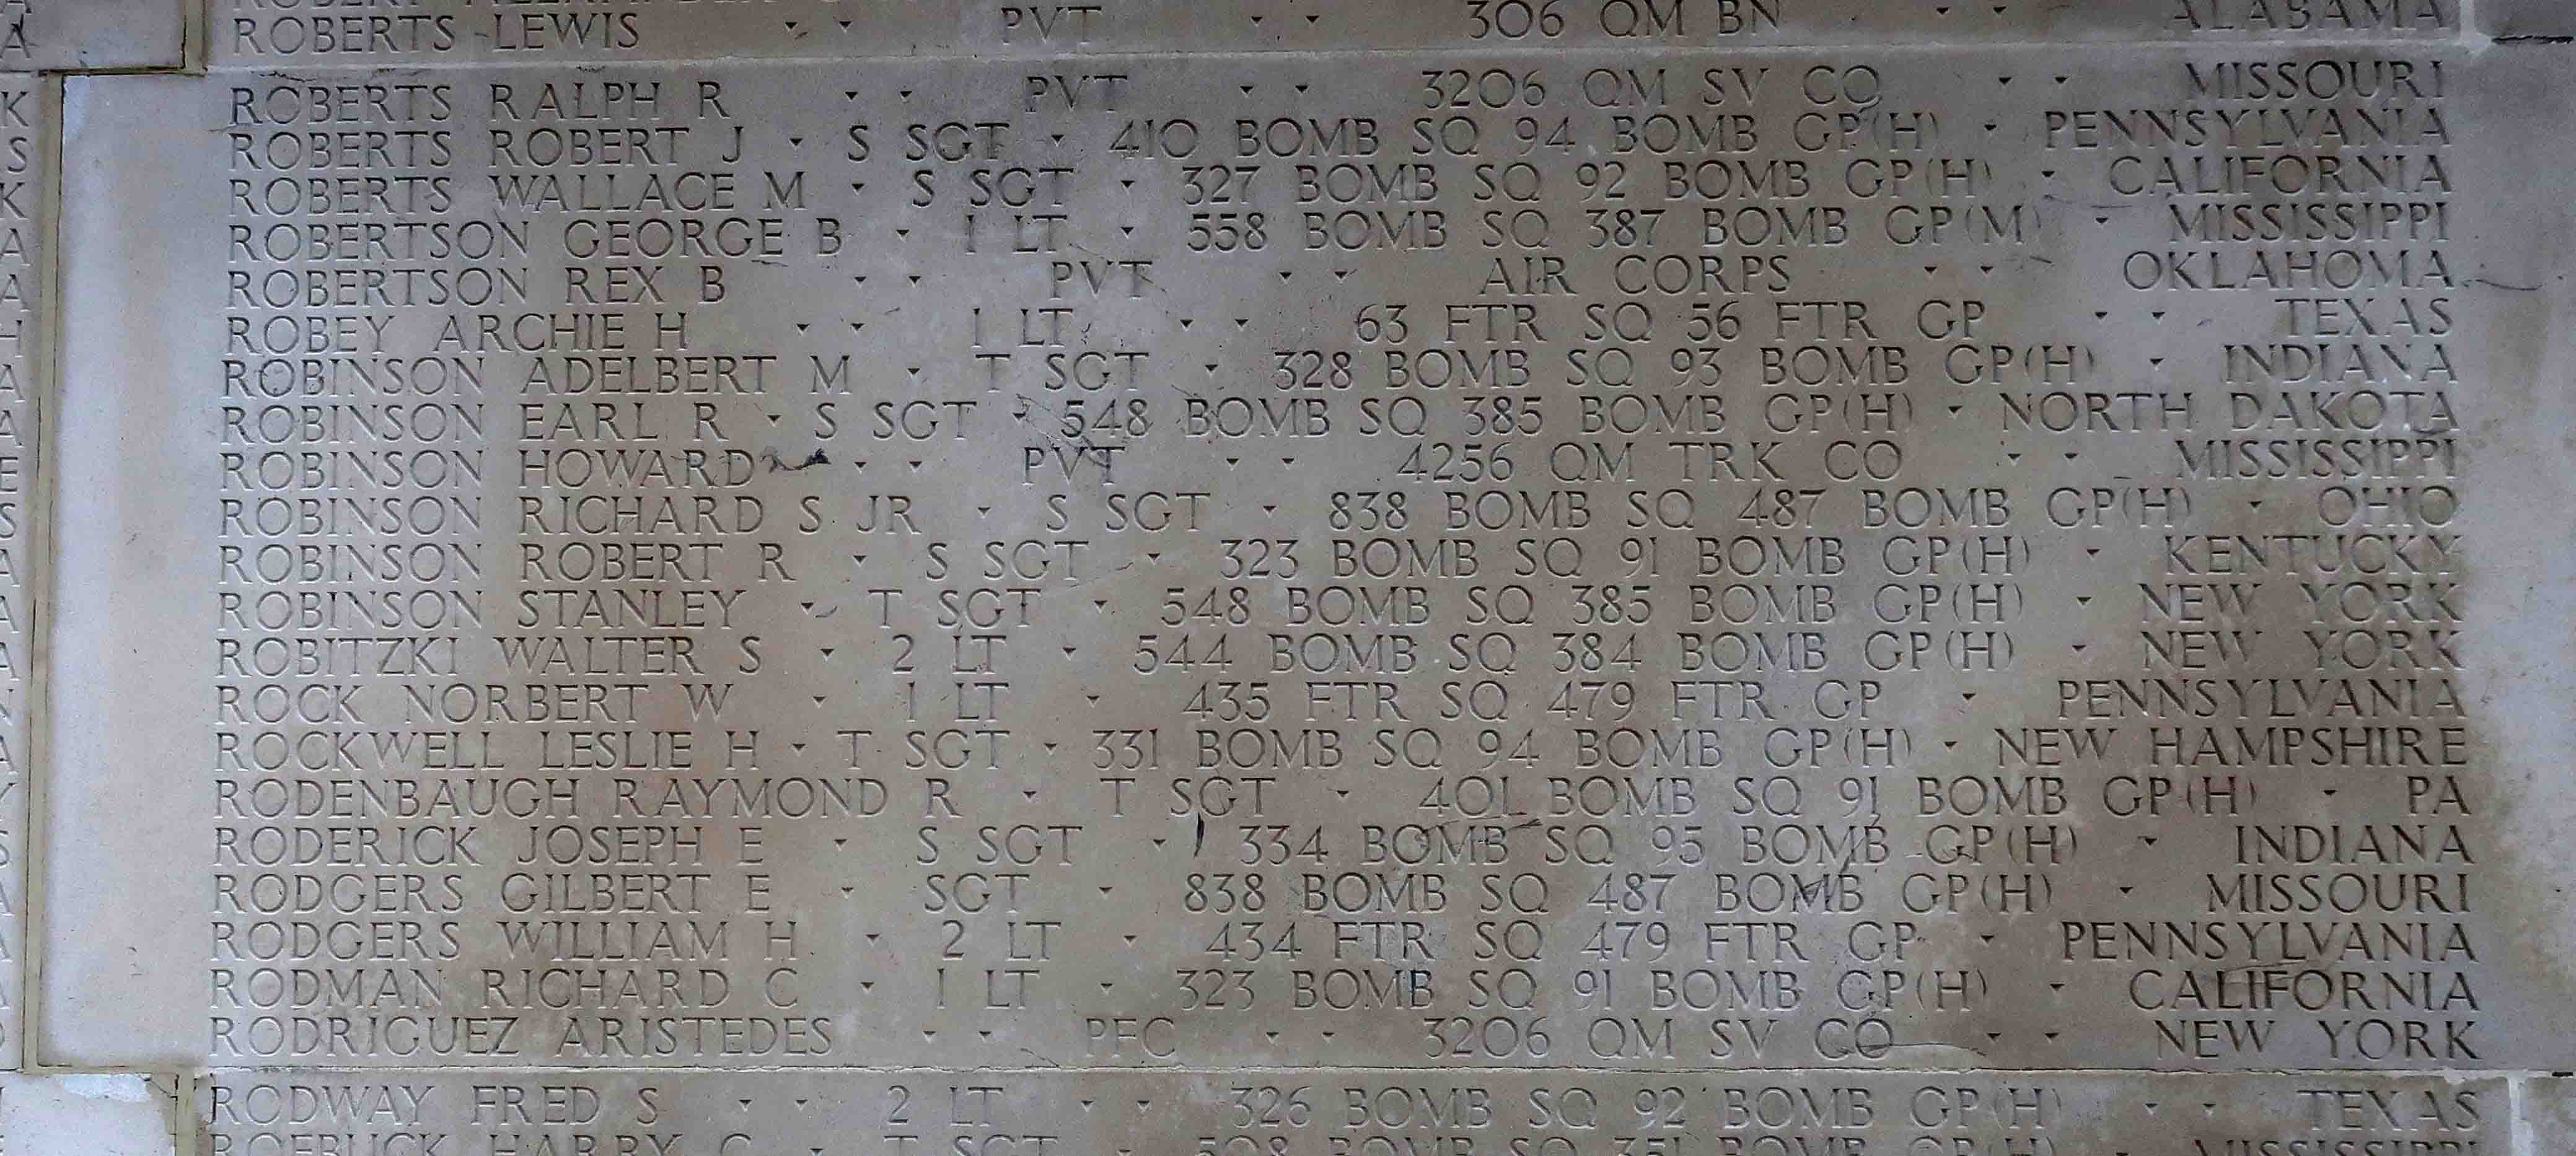 ROBERTS LEWIS · · PVT · · 306 QM BN · · ALABAMA
ROBERTS RALPH R · · PVT · · 3206 QM SV CO · · MISSOURI
ROBERTS ROBERT J · S SGT · 410 BOMB SQ 94 BOMB GP(H) · PENNSYLVANIA
ROBERTS WALLACE M · S SGT · 327 BOMB SQ 92 BOMB GP(H) · CALIFORNIA
ROBERTSON GEORGE B · 1 LT · 558 BOMB SQ 387 BOMB GP(M) · MISSISSIPPI
ROBERTSON REX B · · PVT · · AIR CORPS · · OKLAHOMA
ROBEY ARCHIE H · · 1 LT · · 63 FTR SQ 56 FTR GP · · TEXAS
ROBINSON ADELBERT M · T SGT · 328 BOMB SQ 93 BOMB GP(H) · INDIANA
ROBINSON EARL R · S SGT · 548 BOMB SQ 385 BOMB GP(H) · NORTH DAKOTA
ROBINSON HOWARD · · PVT · · 4256 QM TRK CO · · MISSISSIPPI
ROBINSON RICHARD S JR · S SGT · 838 BOMB SQ 487 BOMB GP(H) · OHIO
ROBINSON ROBERT R · S SGT · 323 BOMB SQ 91 BOMB GP(H) · KENTUCKY
ROBINSON STANLEY · T SGT · 548 BOMB SQ 385 BOMB GP(H) · NEW YORK
ROBITZKI WALTER S · 2 LT · 544 BOMB SQ 384 BOMB GP(H) · NEW YORK
ROCK NORBERT W · 1 LT · 435 FTR SQ 479 FTR GP · PENNSYLVANIA
ROCKWELL LESLIE H · T SGT · 331 BOMB SQ 94 BOMB GP(H) · NEW HAMPSHIRE
RODENBAUGH RAYMOND R · T SGT · 401 BOMB SQ 91 BOMB GP(H) · PA
RODERICK JOSEPH E · S SGT · 334 BOMB SQ 95 BOMB GP(H) · INDIANA
RODGERS GILBERT E · SGT · 838 BOMB SQ 487 BOMB GP(H) · MISSOURI
RODGERS WILLIAM H · 2 LT · 434 FTR SQ 479 FTR GP · PENNSYLVANIA
RODMAN RICHARD C · 1 LT · 323 BOMB SQ 91 BOMB GP(H) · CALIFORNIA
RODRIGUEZ ARISTEDES · · PFC · · 3206 QM SV CO · · NEW YORK
RODWAY FRED S · · 2 LT · · 326 BOMB SQ 92 BOMB GP(H) · · TEXAS
ROEBUCK HARRY C · T SGT · 508 BOMB SQ 351 BOMB GP(H) · MISSISSIPPI